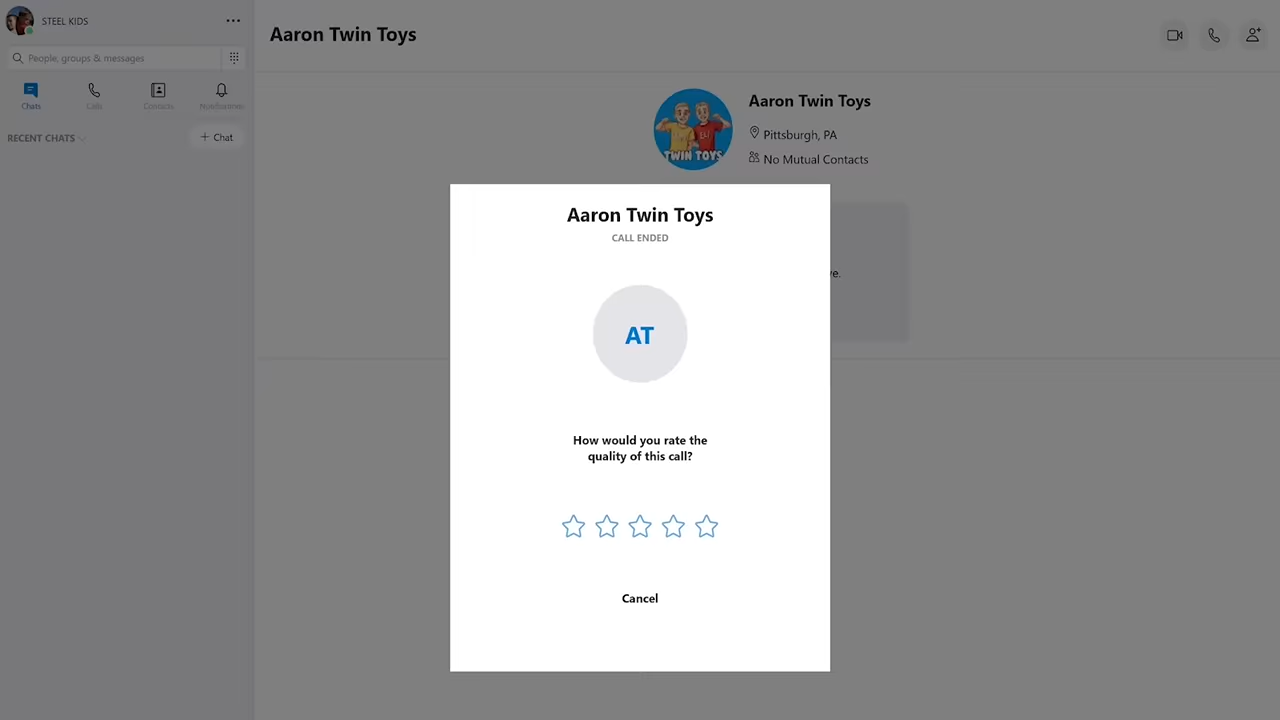 STEEL KIDS
People, groups & messages
Chats
Calls
Contacts
Notifications
RECENT CHATS
+ Chat
Aaron Twin Toys
Aaron Twin Toys
Pittsburgh, PA
No Mutual Contacts
TWIN TOYS
ve.
Aaron Twin Toys
CALL ENDED
AT
How would you rate the
quality of this call?
Cancel